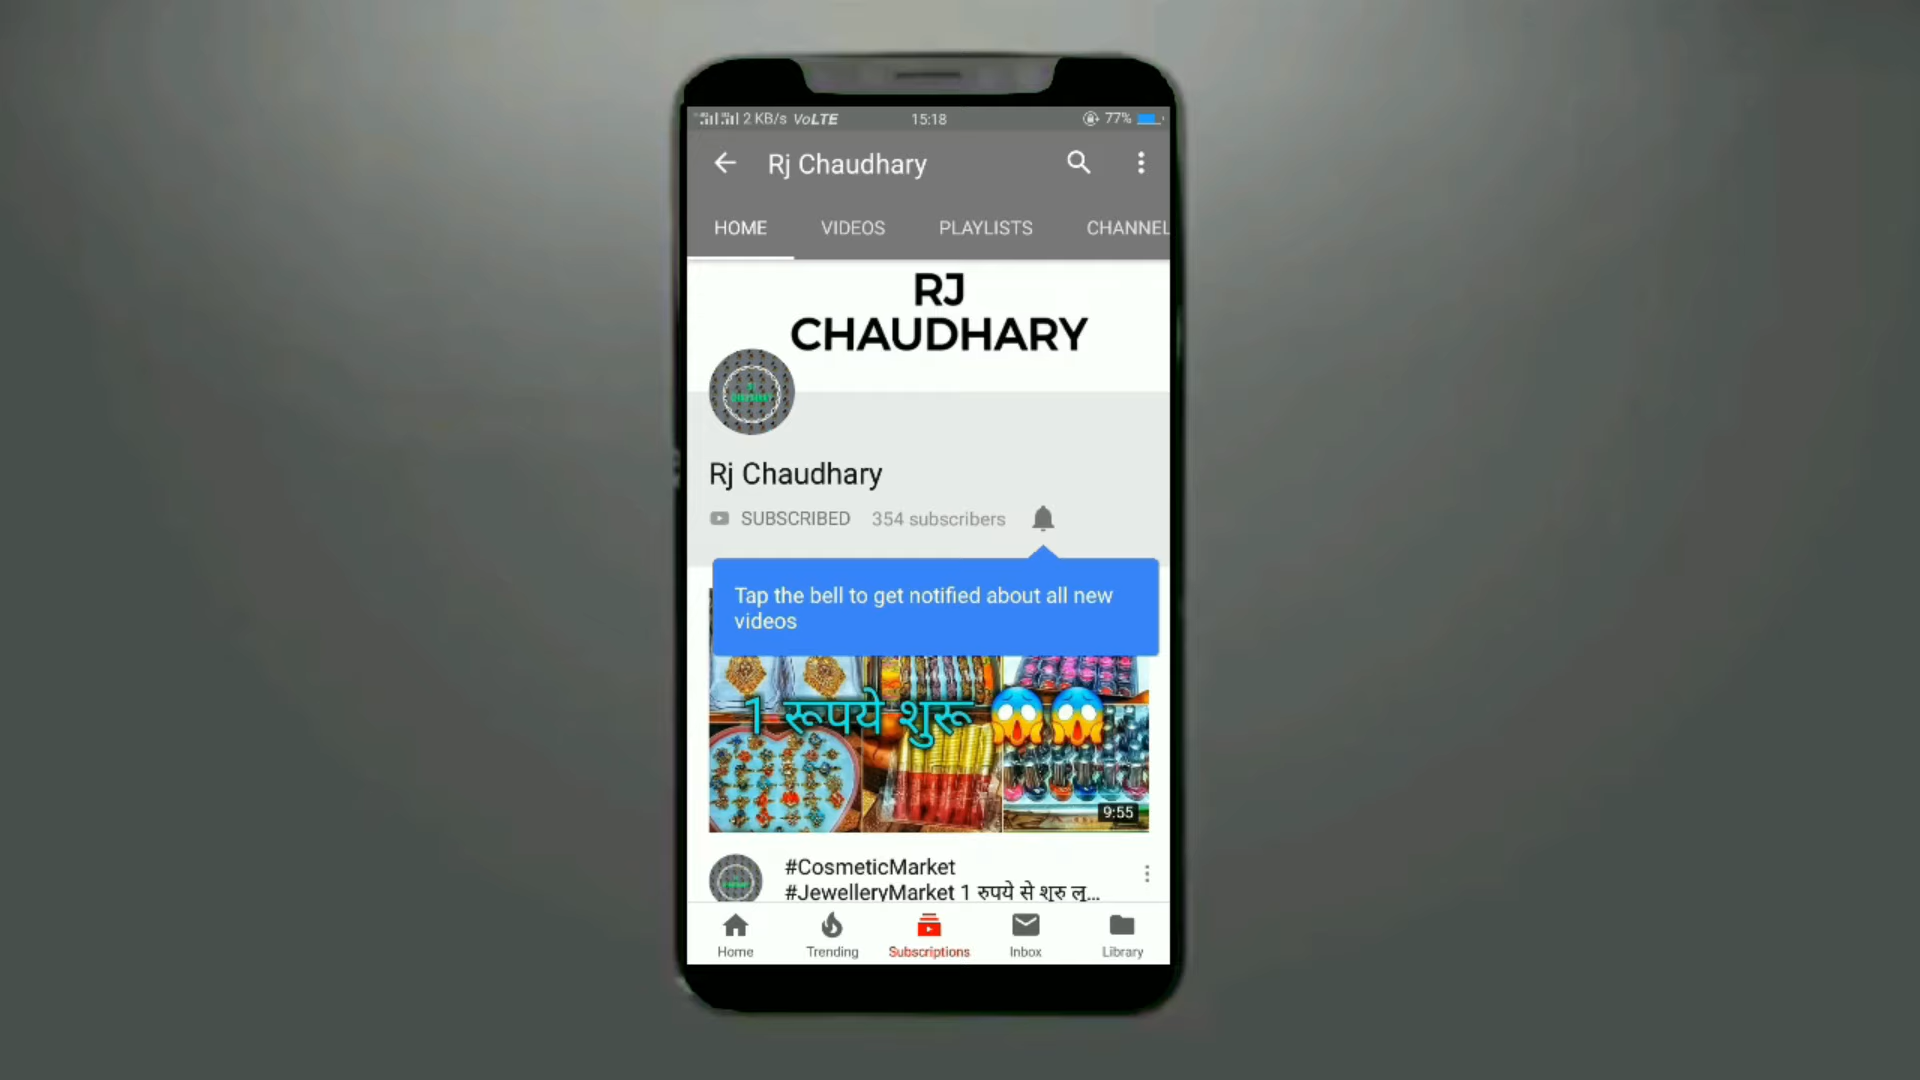 2 KB/s VoLTE 15:18 77%
Rj Chaudhary
HOME VIDEOS PLAYLISTS CHANNEL
RJ
CHAUDHARY
Rj Chaudhary
SUBSCRIBED 354 subscribers
Tap the bell to get notified about all new
videos
1 रूपये शुरू
9:55
#CosmeticMarket
#JewelleryMarket 1 रुपये से शुरु लू...
Home Trending Subscriptions Inbox Library